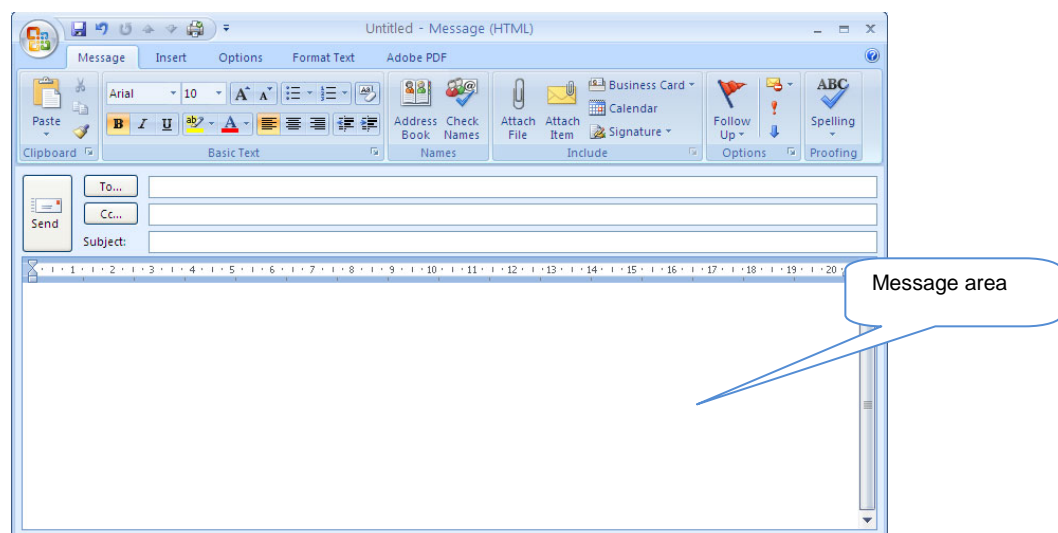 Untitled - Message (HTML)
Message Insert Options Format Text Adobe PDF
Paste
Arial 10
B I U ab A
Address Book
Check Names
Attach File
Attach Item
Business Card
Calendar
Signature
Follow Up
ABC
Spelling
Clipboard Basic Text Names Include Options Proofing
Send
To...
Cc...
Subject:
1 2 3 4 5 6 7 8 9 10 11 12 13 14 15 16 17 18 19 20
Message area